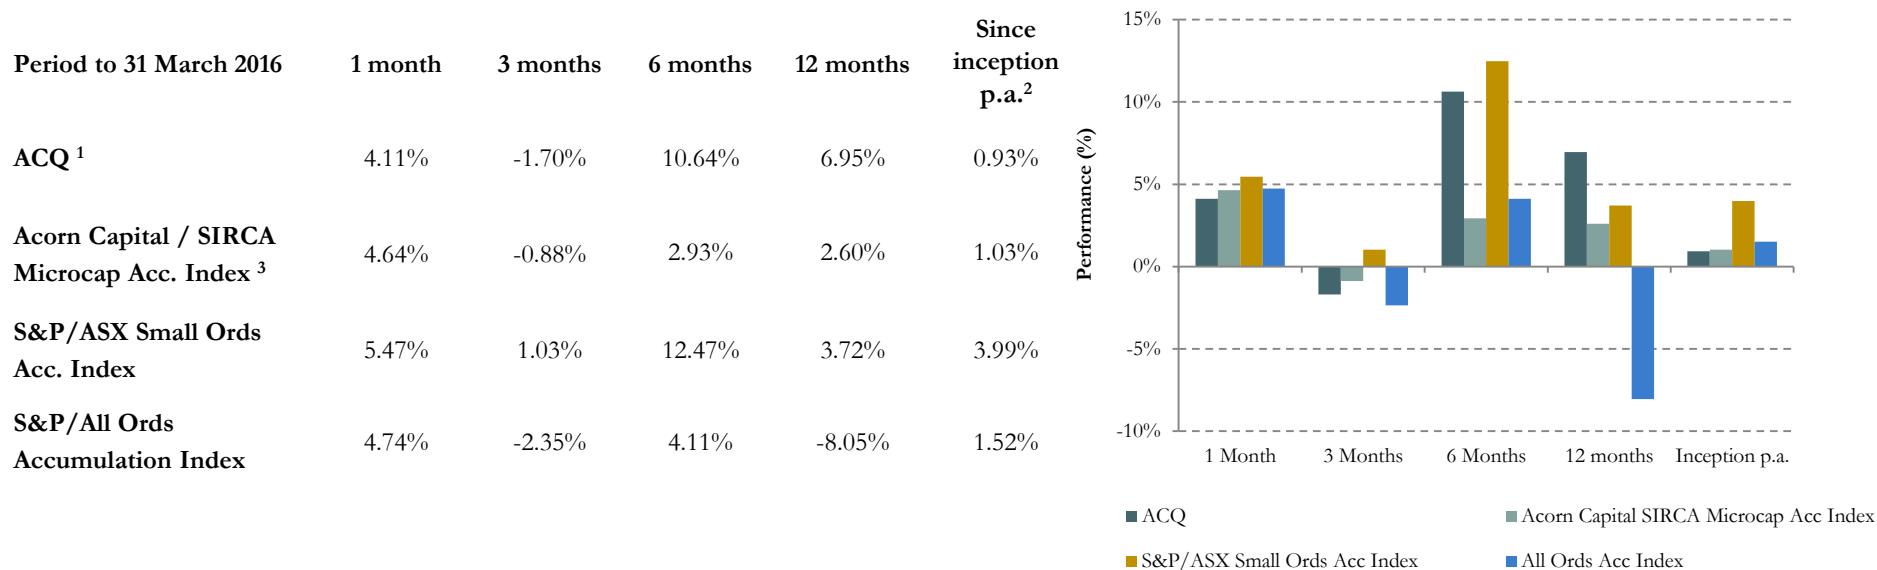 Period to 31 March 2016 1 month 3 months 6 months 12 months Since inception p.a.²
ACQ ¹ 4.11% -1.70% 10.64% 6.95% 0.93%
Acorn Capital / SIRCA
Microcap Acc. Index ³ 4.64% -0.88% 2.93% 2.60% 1.03%
S&P/ASX Small Ords
Acc. Index 5.47% 1.03% 12.47% 3.72% 3.99%
S&P/All Ords
Accumulation Index 4.74% -2.35% 4.11% -8.05% 1.52%
Performance (%)
15%
10%
5%
0%
-5%
-10%
1 Month 3 Months 6 Months 12 months Inception p.a.
ACQ Acorn Capital SIRCA Microcap Acc Index
S&P/ASX Small Ords Acc Index All Ords Acc Index